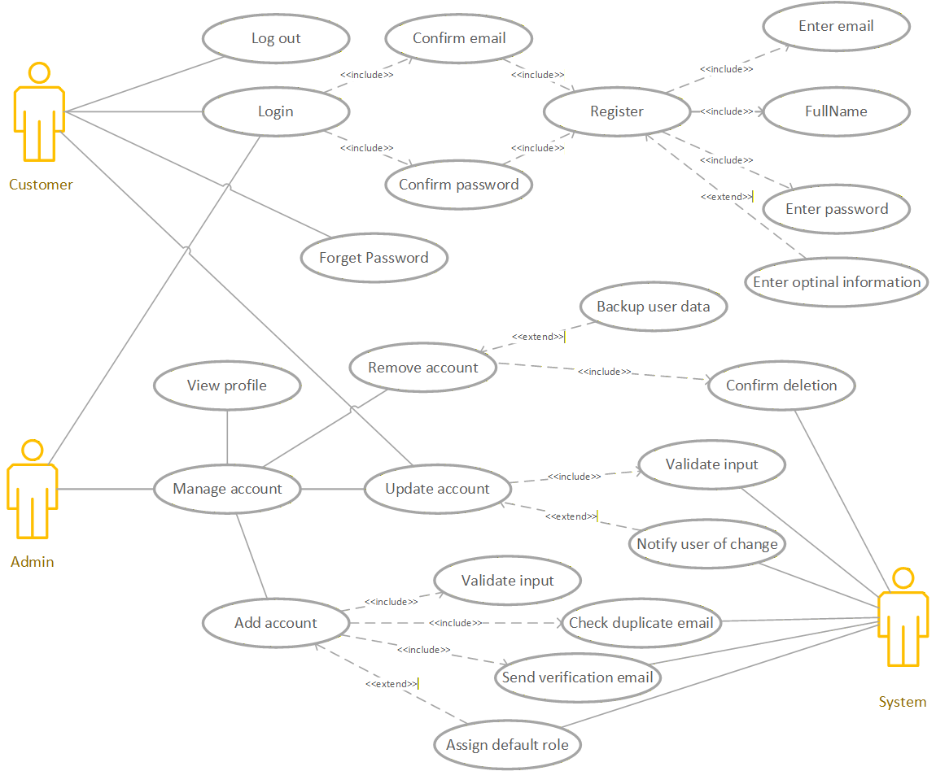 Enter email
Log out
Confirm email
<<include>>
<<include>>
<<include>>
Login
Register
<<include>>
FullName
<<include>>
<<include>>
<<include>>
Customer
Confirm password
<<extend>>
Enter password
Forget Password
Enter optinal information
Backup user data
<<extend>>
Remove account
<<include>>
View profile
Confirm deletion
Validate input
<<include>>
Manage account
Update account
<<extend>>
Notify user of change
Admin
Validate input
<<include>>
Add account
<<include>>
Check duplicate email
<<include>>
Send verification email
<<extend>>
System
Assign default role